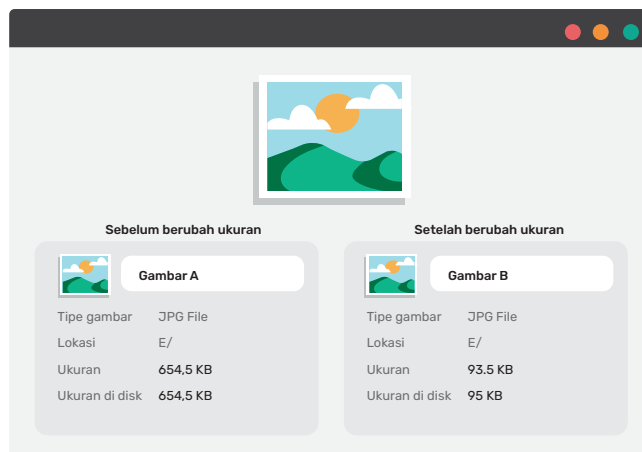 Sebelum berubah ukuran
Gambar A
Tipe gambar JPG File
Lokasi E/
Ukuran 654,5 KB
Ukuran di disk 654,5 KB
Setelah berubah ukuran
Gambar B
Tipe gambar JPG File
Lokasi E/
Ukuran 93.5 KB
Ukuran di disk 95 KB